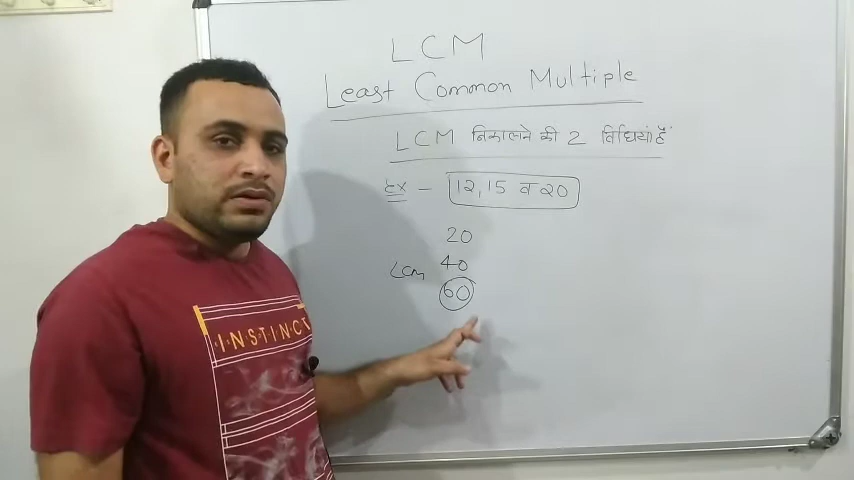 LCM
Least Common Multiple
LCM निकालने की 2 विधियां हैं
Ex - 12, 15 व 20
20
LCM 40
60
INSTINCT